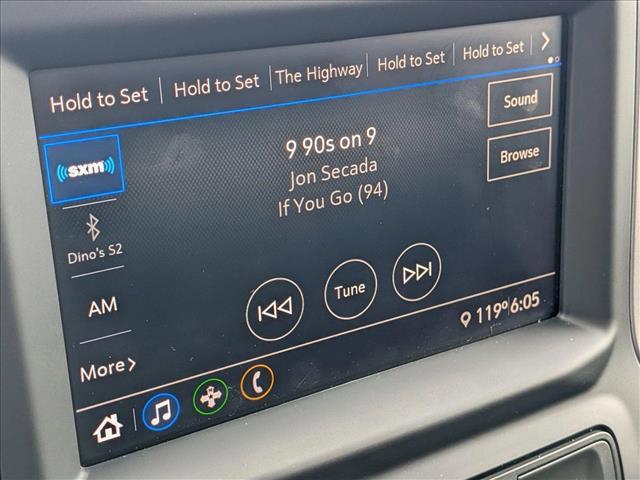 Hold to Set
Hold to Set
The Highway
Hold to Set
Hold to Set
sxm
9 90s on 9
Jon Secada
If You Go (94)
Sound
Browse
Dino's S2
AM
Tune
More
119° 6:05